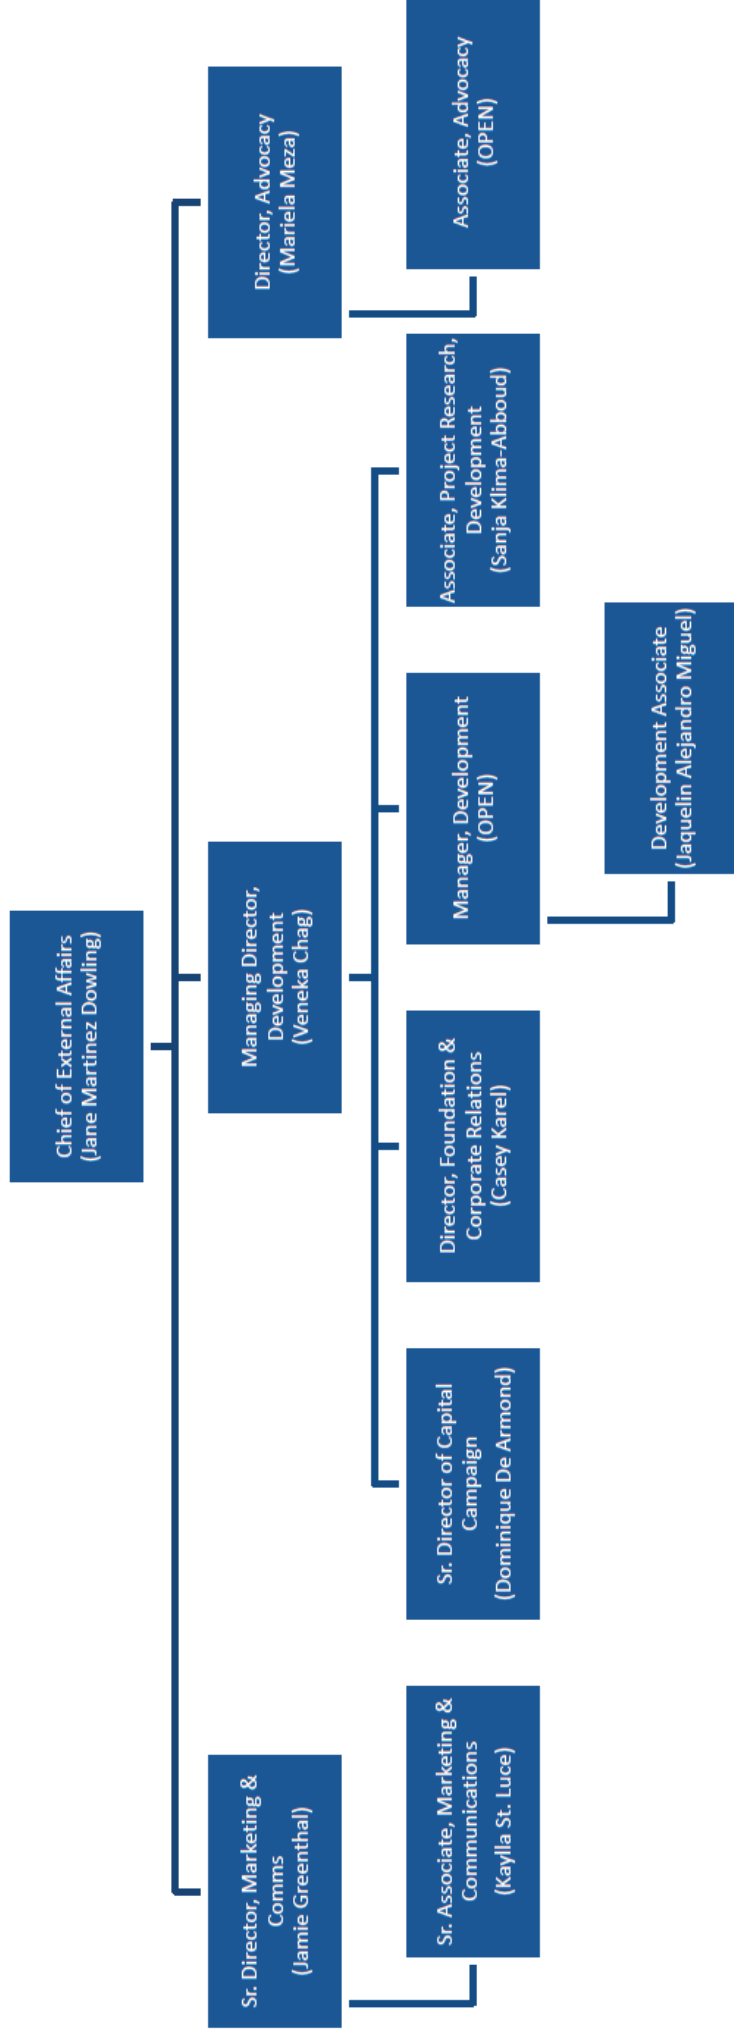 Chief of External Affairs
(Jane Martinez Dowling)
Sr. Director, Marketing &
Comms
(Jamie Greenthal)
Managing Director,
Development
(Veneka Chag)
Director, Advocacy
(Mariela Meza)
Sr. Associate, Marketing &
Communications
(Kaylla St. Luce)
Sr. Director of Capital
Campaign
(Dominique De Armond)
Director, Foundation &
Corporate Relations
(Casey Karel)
Manager, Development
(OPEN)
Associate, Project Research,
Development
(Sanja Klima-Abboud)
Associate, Advocacy
(OPEN)
Development Associate
(Jaquelin Alejandro Miguel)